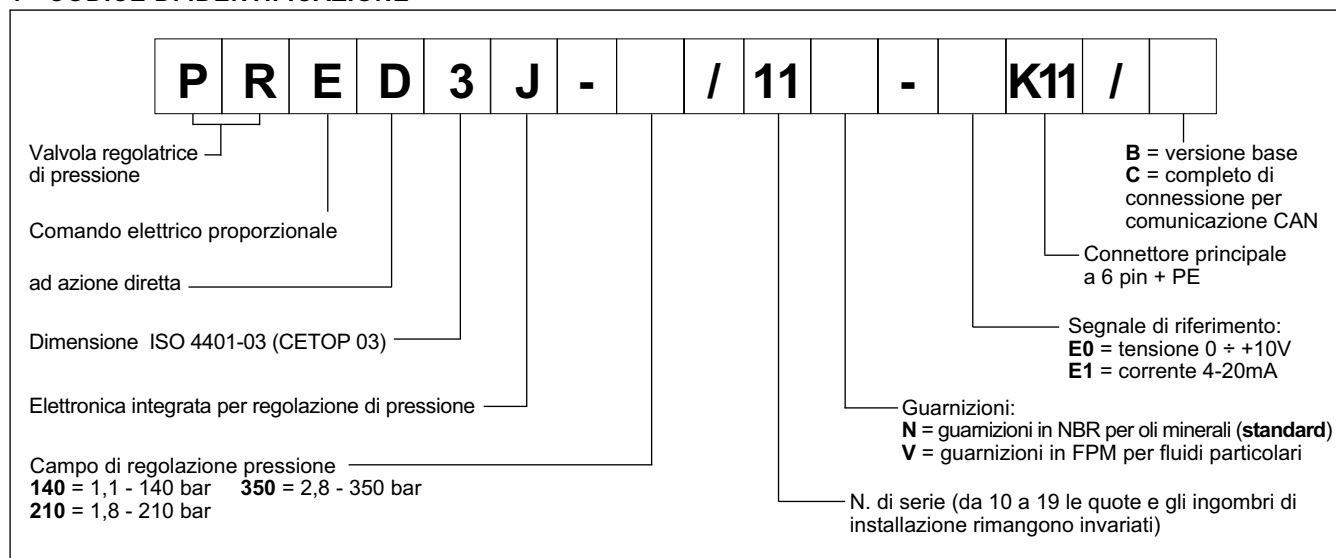 P R E D 3 J - / 11 - K11 /
Valvola regolatrice
di pressione
Comando elettrico proporzionale
ad azione diretta
Dimensione ISO 4401-03 (CETOP 03)
Elettronica integrata per regolazione di pressione
Campo di regolazione pressione
140 = 1,1 - 140 bar 350 = 2,8 - 350 bar
210 = 1,8 - 210 bar
B = versione base
C = completo di
connessione per
comunicazione CAN
Connettore principale
a 6 pin + PE
Segnale di riferimento:
E0 = tensione 0 ÷ +10V
E1 = corrente 4-20mA
Guarnizioni:
N = guarnizioni in NBR per oli minerali (standard)
V = guarnizioni in FPM per fluidi particolari
N. di serie (da 10 a 19 le quote e gli ingombri di
installazione rimangono invariati)